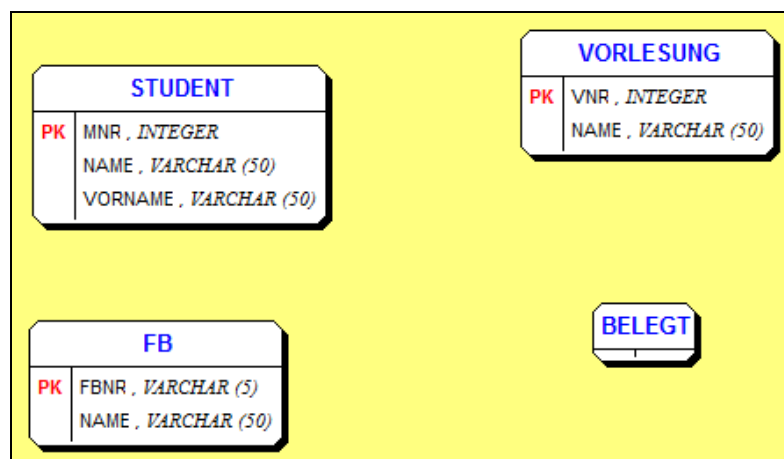 STUDENT
PK MNR , INTEGER
NAME , VARCHAR (50)
VORNAME , VARCHAR (50)
VORLESUNG
PK VNR , INTEGER
NAME , VARCHAR (50)
FB
PK FBNR , VARCHAR (5)
NAME , VARCHAR (50)
BELEGT